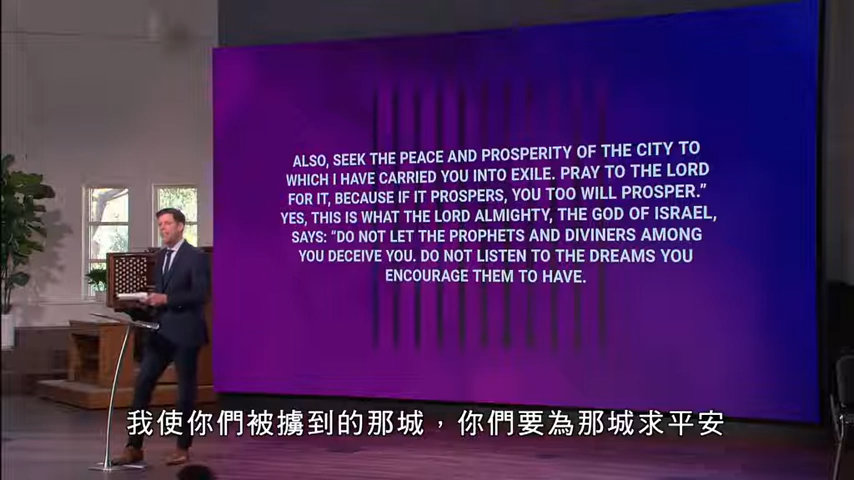 ALSO, SEEK THE PEACE AND PROSPERITY OF THE CITY TO
WHICH I HAVE CARRIED YOU INTO EXILE. PRAY TO THE LORD
FOR IT, BECAUSE IF IT PROSPERS, YOU TOO WILL PROSPER.”
YES, THIS IS WHAT THE LORD ALMIGHTY, THE GOD OF ISRAEL,
SAYS: “DO NOT LET THE PROPHETS AND DIVINERS AMONG
YOU DECEIVE YOU. DO NOT LISTEN TO THE DREAMS YOU
ENCOURAGE THEM TO HAVE.
我使你們被擄到的那城，你們要為那城求平安